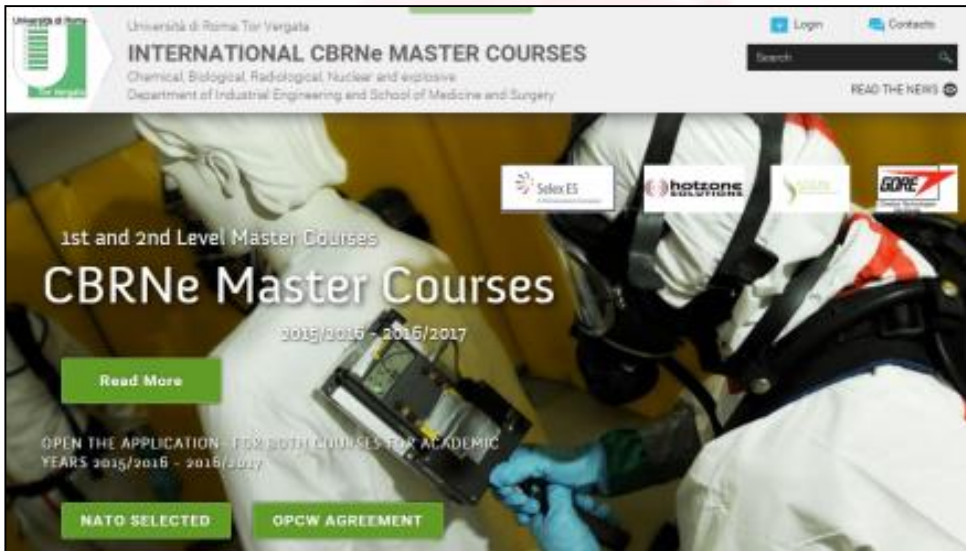 Università di Roma
Tor Vergata
Università di Roma Tor Vergata
INTERNATIONAL CBRNe MASTER COURSES
Chemical, Biological, Radiological, Nuclear and explosive
Department of Industrial Engineering and School of Medicine and Surgery
Login
Contacts
Search
READ THE NEWS
Selex ES
hotzone
SOLUTIONS
GORE
1st and 2nd Level Master Courses
CBRNe Master Courses
2015/2016 - 2016/2017
Read More
OPEN THE APPLICATION - FOR BOTH COURSES FOR ACADEMIC
YEARS 2015/2016 - 2016/2017
NATO SELECTED
OPCW AGREEMENT